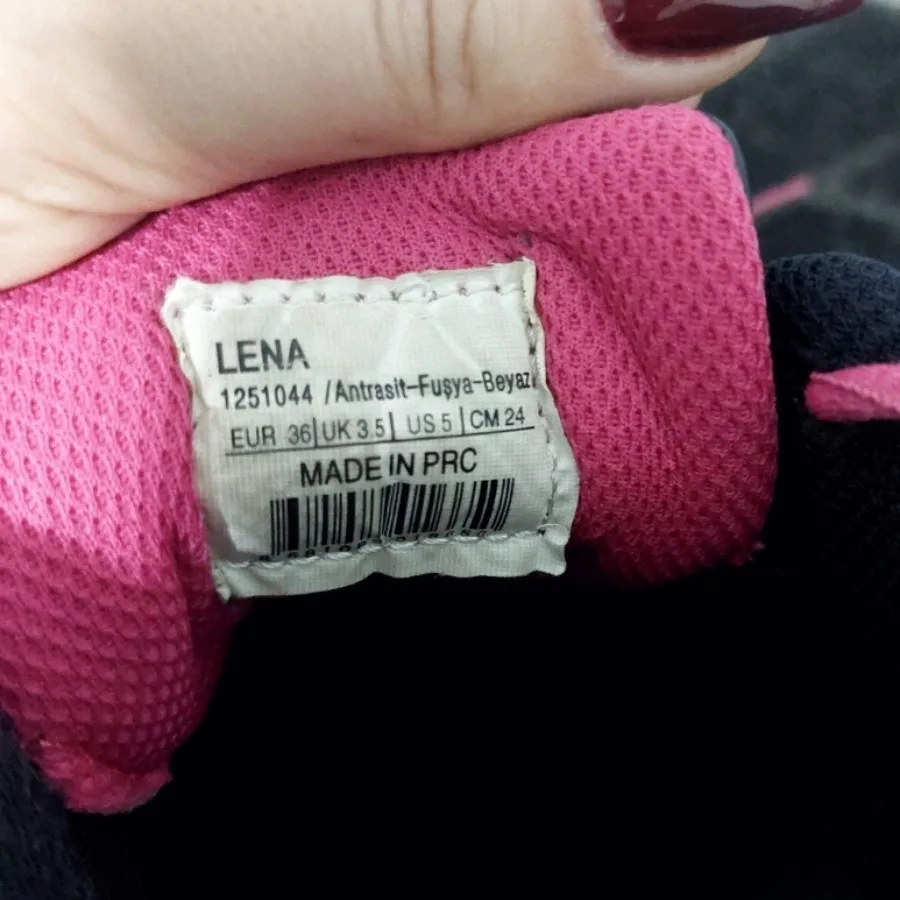 LENA
1251044 /Antrasit-Fuşya-Beyaz
EUR 36|UK 3.5| US 5 |CM 24
MADE IN PRC